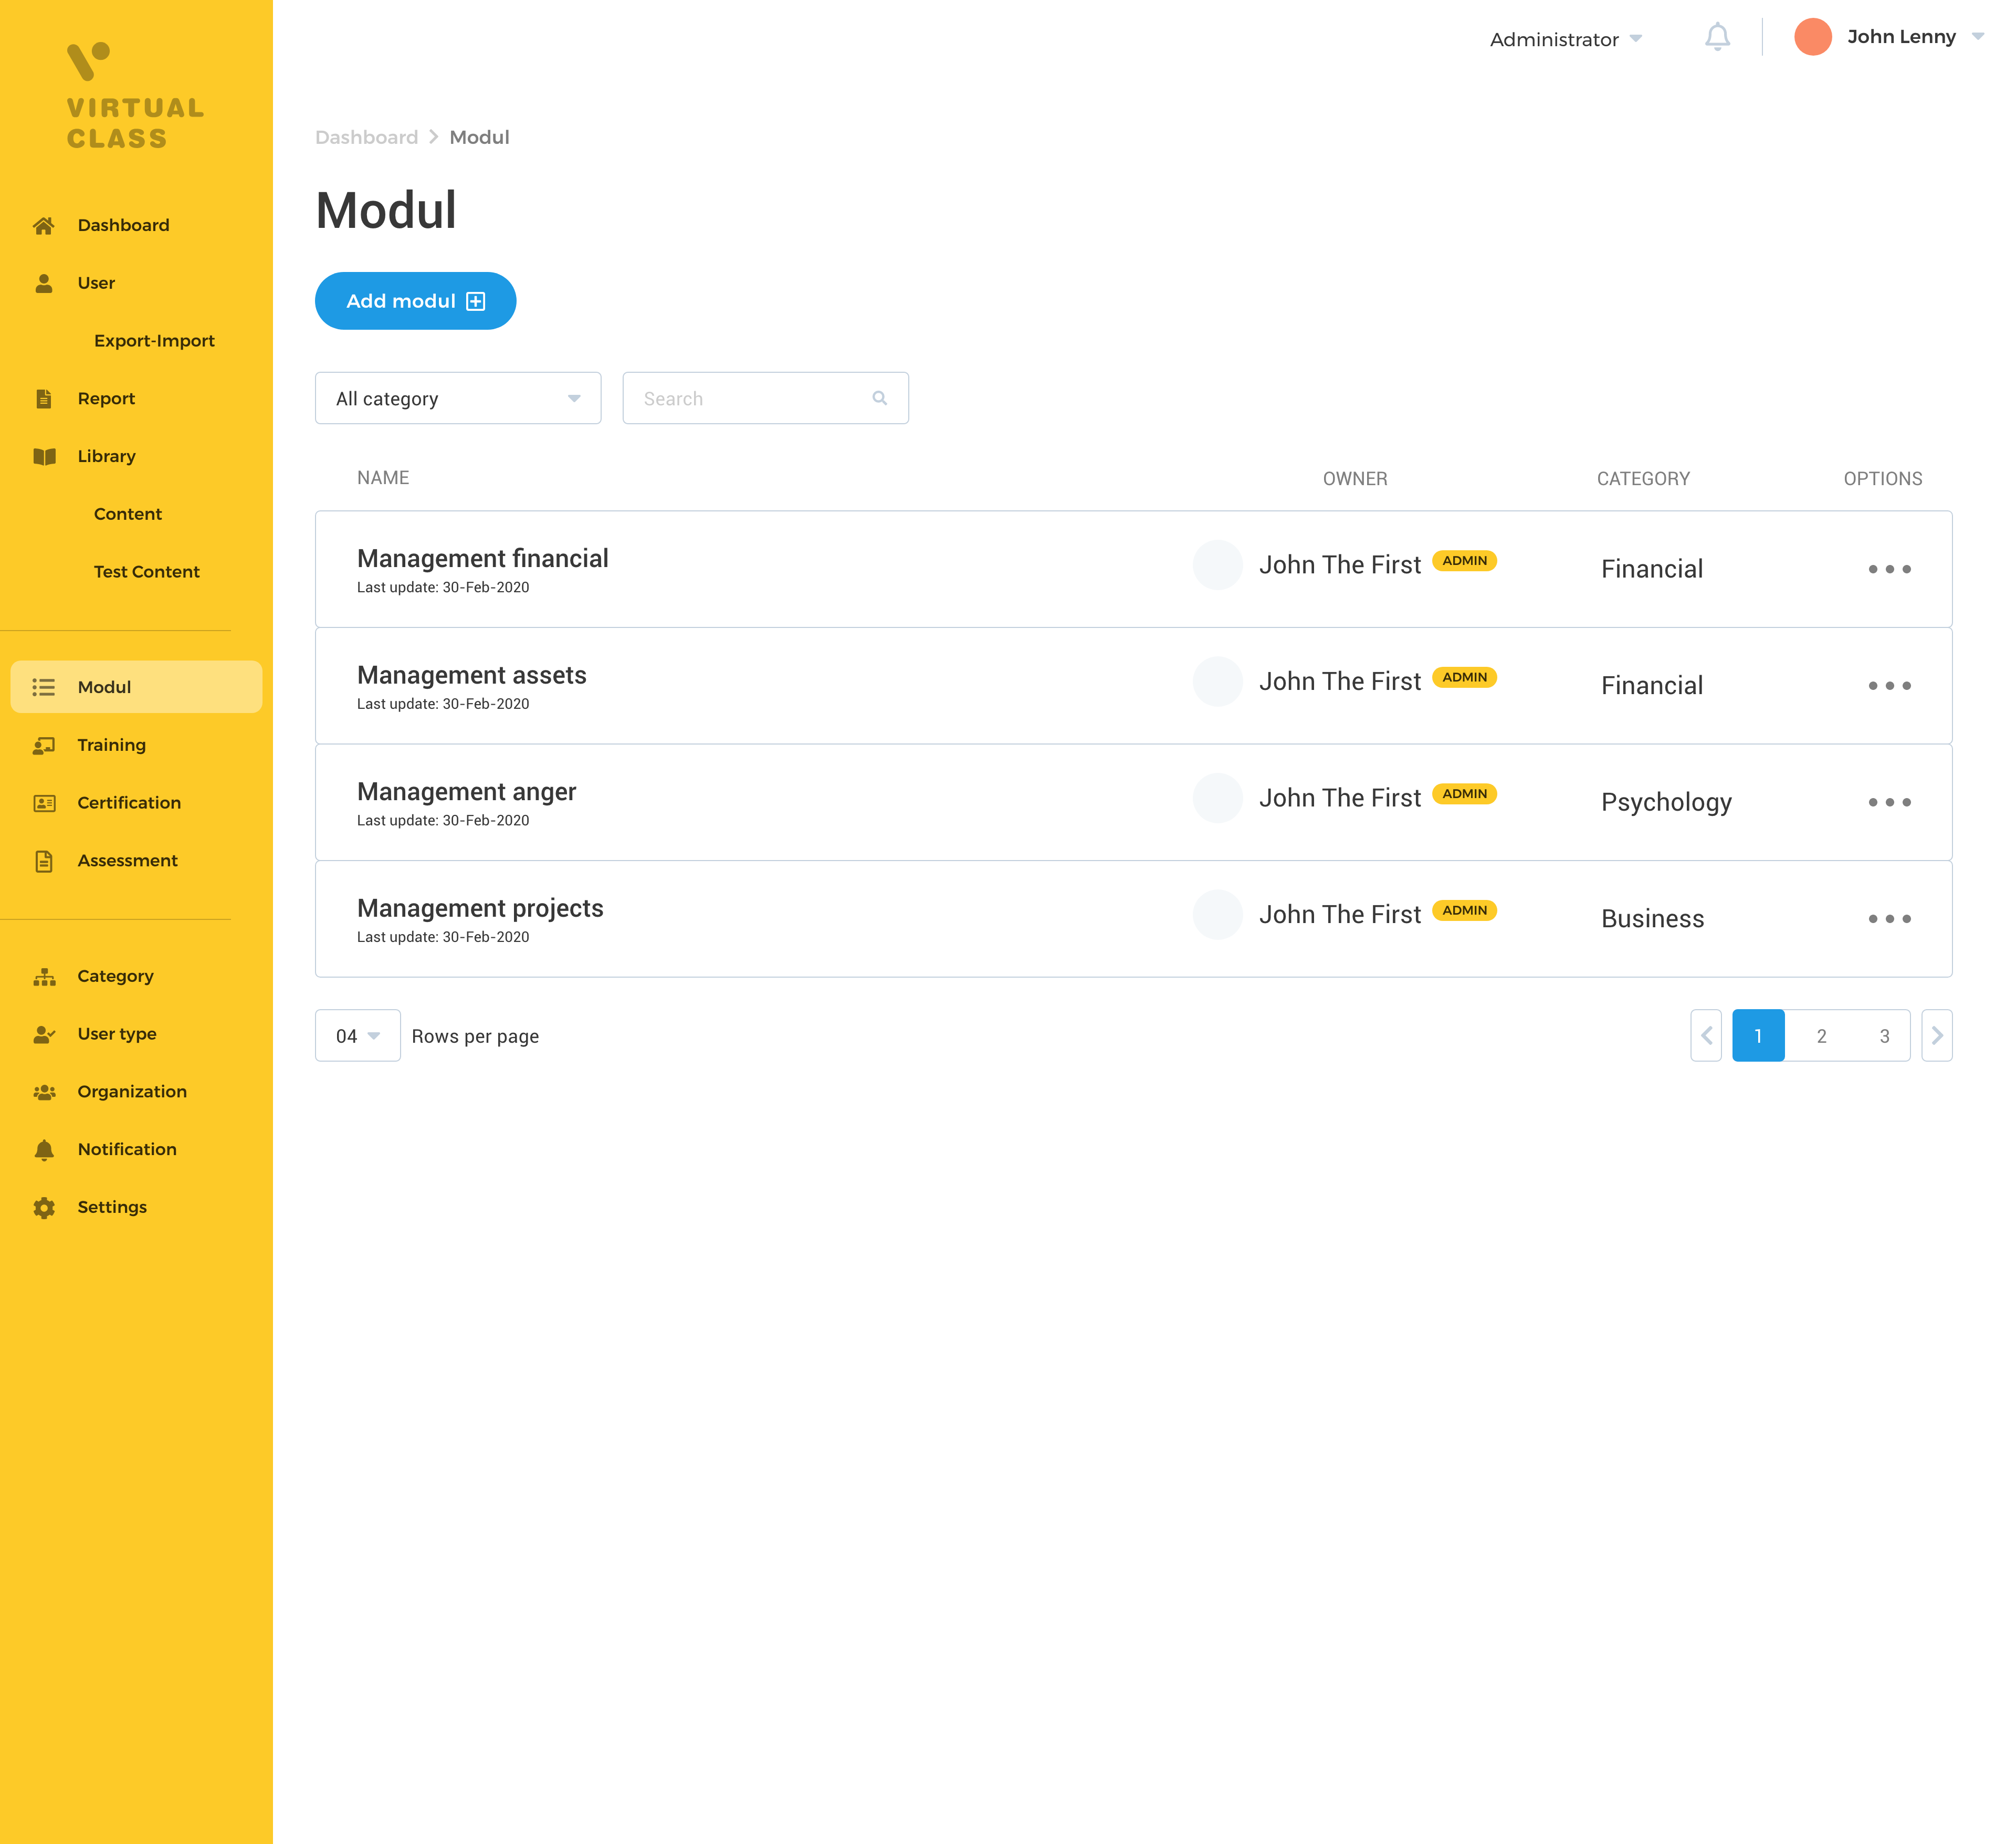 VIRTUAL
CLASS
Dashboard
User
Export-Import
Report
Library
Content
Test Content
Modul
Training
Certification
Assessment
Category
User type
Organization
Notification
Settings
Administrator
John Lenny
Dashboard Modul
Modul
Add modul
All category
Search
NAME OWNER CATEGORY OPTIONS
Management financial
Last update: 30-Feb-2020
John The First ADMIN
Financial
Management assets
Last update: 30-Feb-2020
John The First ADMIN
Financial
Management anger
Last update: 30-Feb-2020
John The First ADMIN
Psychology
Management projects
Last update: 30-Feb-2020
John The First ADMIN
Business
04 Rows per page
1 2 3